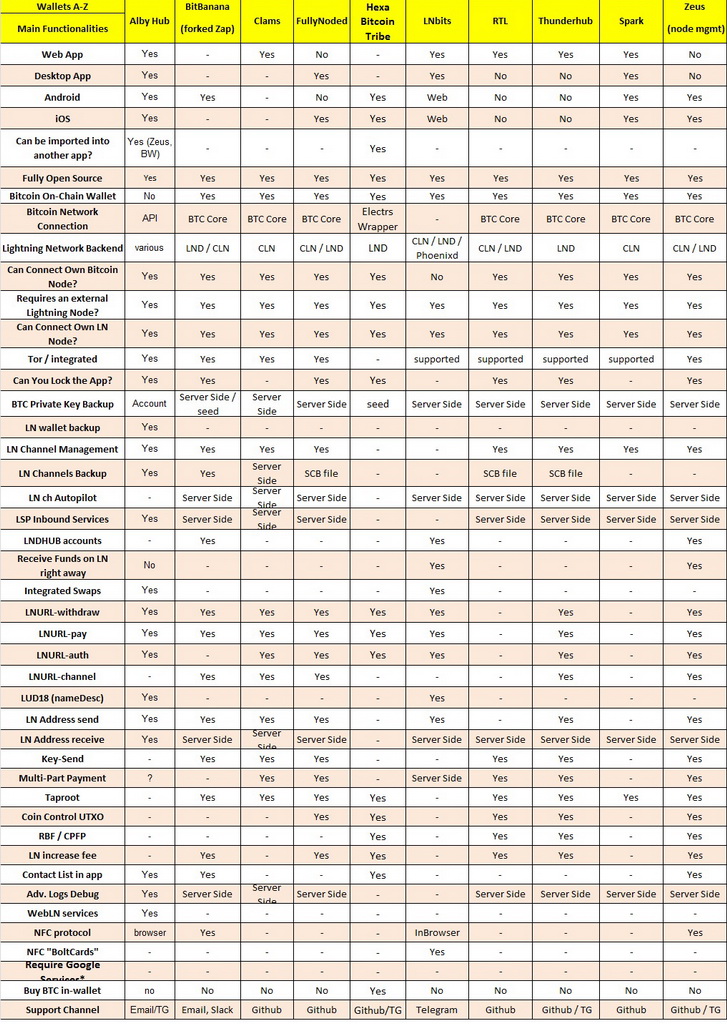 Wallets A-Z | Alby Hub | BitBanana (forked Zap) | Clams | FullyNoded | Hexa Bitcoin Tribe | LNbits | RTL | Thunderhub | Spark | Zeus (node mgmt)
Main Functionalities
Web App | Yes | - | Yes | No | - | Yes | Yes | Yes | Yes | No
Desktop App | Yes | - | - | Yes | - | Yes | No | No | Yes | No
Android | Yes | Yes | - | No | Yes | Web | No | No | Yes | Yes
iOS | Yes | - | - | Yes | Yes | Web | No | No | Yes | Yes
Can be imported into another app? | Yes (Zeus, BW) | - | - | - | Yes | - | - | - | - | -
Fully Open Source | Yes | Yes | Yes | Yes | Yes | Yes | Yes | Yes | Yes | Yes
Bitcoin On-Chain Wallet | No | Yes | Yes | Yes | Yes | Yes | Yes | Yes | Yes | Yes
Bitcoin Network Connection | API | BTC Core | BTC Core | BTC Core | Electrs Wrapper | - | BTC Core | BTC Core | BTC Core | BTC Core
Lightning Network Backend | various | LND / CLN | CLN | CLN / LND | LND | CLN / LND / Phoenixd | CLN / LND | LND | CLN | CLN / LND
Can Connect Own Bitcoin Node? | Yes | Yes | Yes | Yes | Yes | No | Yes | Yes | Yes | Yes
Requires an external Lightning Node? | Yes | Yes | Yes | Yes | Yes | Yes | Yes | Yes | Yes | Yes
Can Connect Own LN Node? | Yes | Yes | Yes | Yes | Yes | Yes | Yes | Yes | Yes | Yes
Tor / integrated | Yes | Yes | Yes | Yes | - | supported | supported | supported | supported | Yes
Can You Lock the App? | Yes | Yes | - | Yes | Yes | - | Yes | Yes | - | Yes
BTC Private Key Backup | Account | Server Side / seed | Server Side | Server Side | seed | Server Side | Server Side | Server Side | Server Side | Server Side
LN wallet backup | Yes | - | - | - | - | - | - | - | - | -
LN Channel Management | Yes | Yes | Yes | Yes | - | - | Yes | Yes | Yes | Yes
LN Channels Backup | Yes | Yes | Server Side | SCB file | - | - | SCB file | SCB file | - | -
LN ch Autopilot | - | Server Side | Server Side | Server Side | - | Server Side | Server Side | Server Side | Server Side | Server Side
LSP Inbound Services | Yes | Server Side | Server Side | Server Side | - | - | Server Side | Server Side | Server Side | Server Side
LNDHUB accounts | - | Yes | - | - | - | Yes | - | - | - | Yes
Receive Funds on LN right away | No | - | - | - | - | Yes | - | - | - | Yes
Integrated Swaps | Yes | - | - | - | - | Yes | - | - | - | -
LNURL-withdraw | Yes | Yes | Yes | Yes | Yes | Yes | - | Yes | - | Yes
LNURL-pay | Yes | Yes | Yes | Yes | Yes | Yes | - | Yes | - | Yes
LNURL-auth | Yes | - | Yes | Yes | Yes | Yes | - | Yes | - | Yes
LNURL-channel | - | Yes | Yes | Yes | - | - | - | Yes | - | Yes
LUD18 (nameDesc) | Yes | - | - | - | - | Yes | - | - | - | -
LN Address send | Yes | Yes | Yes | Yes | - | Yes | - | Yes | - | Yes
LN Address receive | Yes | Server Side | Server Side | Server Side | - | Server Side | Server Side | Server Side | Server Side | Server Side
Key-Send | - | Yes | Yes | Yes | - | - | Yes | Yes | - | Yes
Multi-Part Payment | ? | - | Yes | Yes | - | Server Side | Yes | Yes | - | Yes
Taproot | - | Yes | Yes | Yes | Yes | - | Yes | Yes | Yes | Yes
Coin Control UTXO | - | - | - | Yes | Yes | - | Yes | Yes | - | Yes
RBF / CPFP | - | - | - | - | Yes | - | Yes | Yes | - | Yes
LN increase fee | - | Yes | - | Yes | Yes | - | Yes | Yes | - | Yes
Contact List in app | - | Yes | - | - | Yes | - | - | - | - | Yes
Adv. Logs Debug | Yes | Server Side | Server Side | Server Side | - | - | Server Side | Server Side | Server Side | Server Side
WebLN services | Yes | - | - | - | - | - | - | - | - | -
NFC protocol | browser | Yes | - | - | - | InBrowser | - | - | - | Yes
NFC "BoltCards" | - | - | - | - | - | Yes | - | - | - | -
Require Google Services* | - | - | - | - | - | - | - | - | - | -
Buy BTC in-wallet | no | No | No | No | Yes | No | No | No | No | No
Support Channel | Email/TG | Email, Slack | Github | Github | Github/TG | Telegram | Github | Github / TG | Github | Github / TG